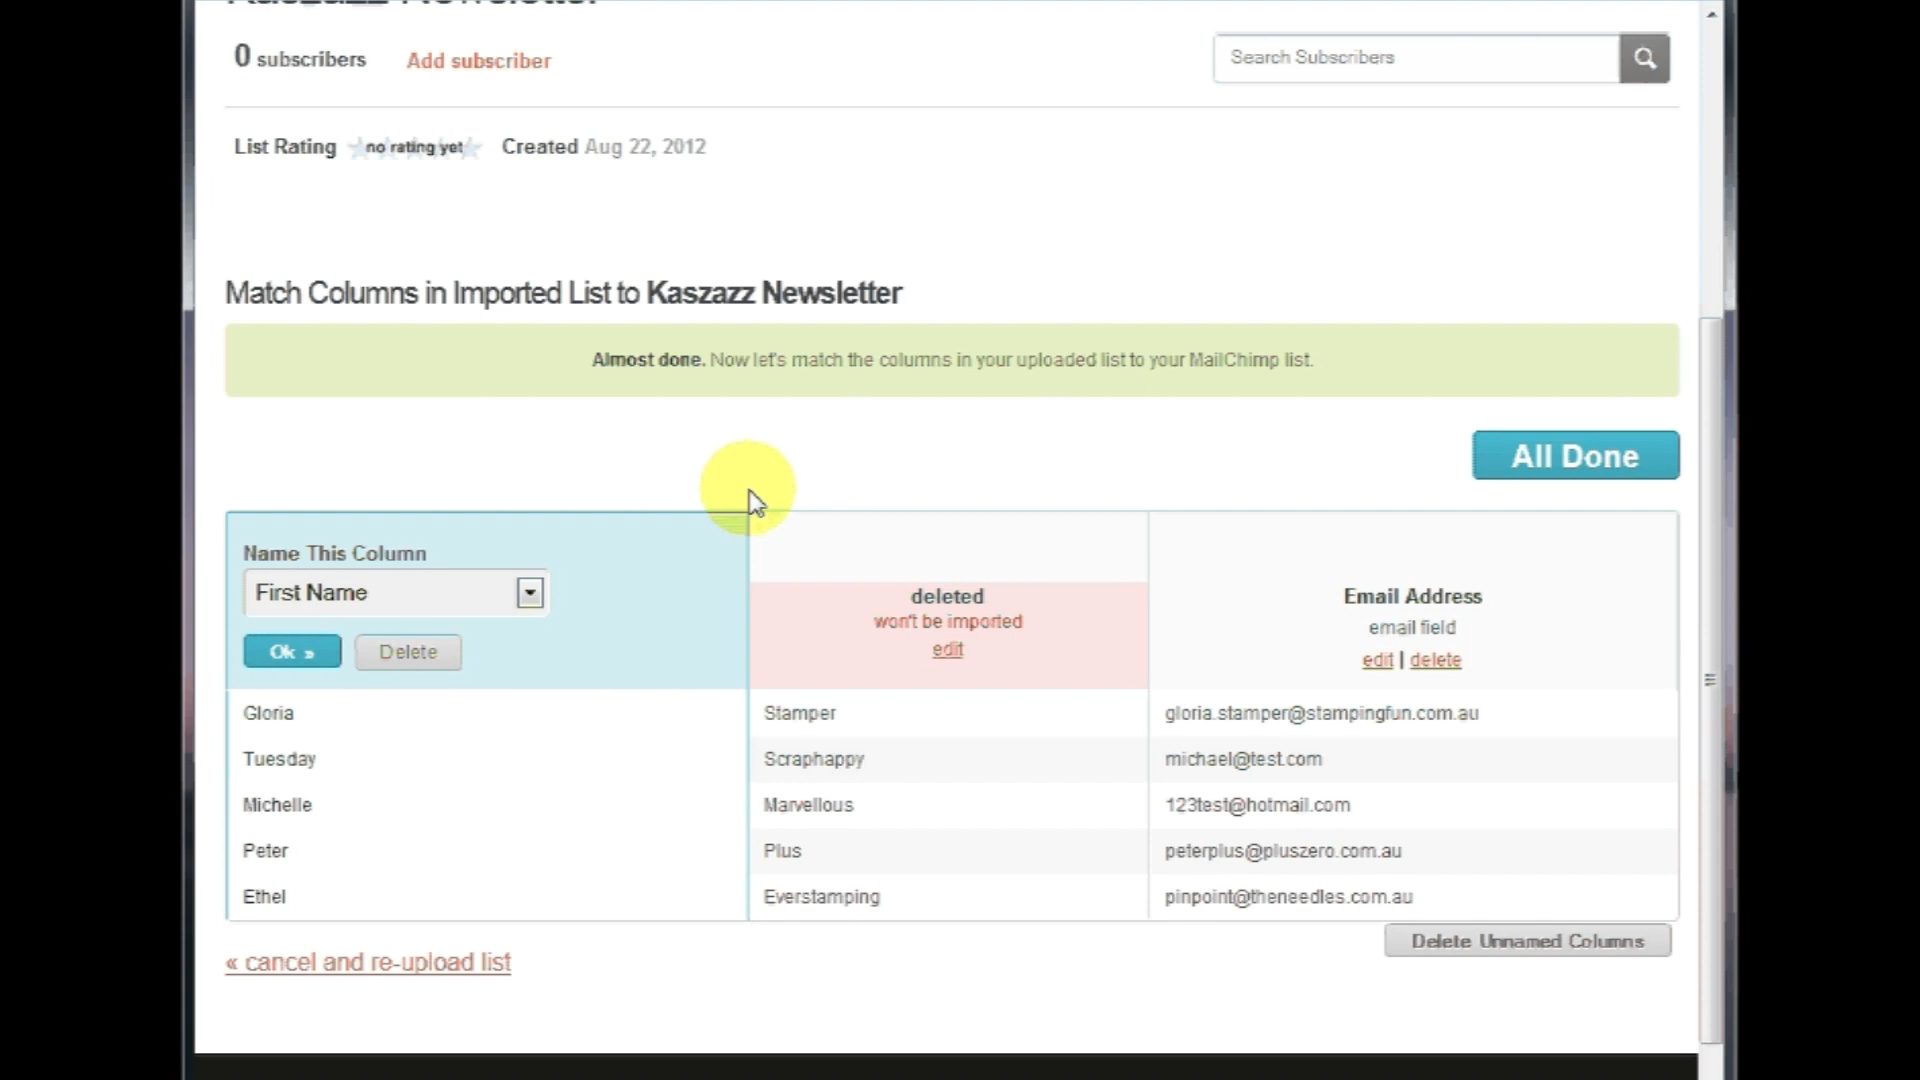 Kaszazz Newsletter
0 subscribers Add subscriber
Search Subscribers
List Rating no rating yet Created Aug 22, 2012
Match Columns in Imported List to Kaszazz Newsletter
Almost done. Now let's match the columns in your uploaded list to your MailChimp list.
All Done
Name This Column
First Name
Ok »
Delete
deleted
won't be imported
edit
Email Address
email field
edit | delete
Gloria Stamper gloria.stamper@stampingfun.com.au
Tuesday Scraphappy michael@test.com
Michelle Marvellous 123test@hotmail.com
Peter Plus peterplus@pluszero.com.au
Ethel Everstamping pinpoint@theneedles.com.au
Delete Unnamed Columns
« cancel and re-upload list